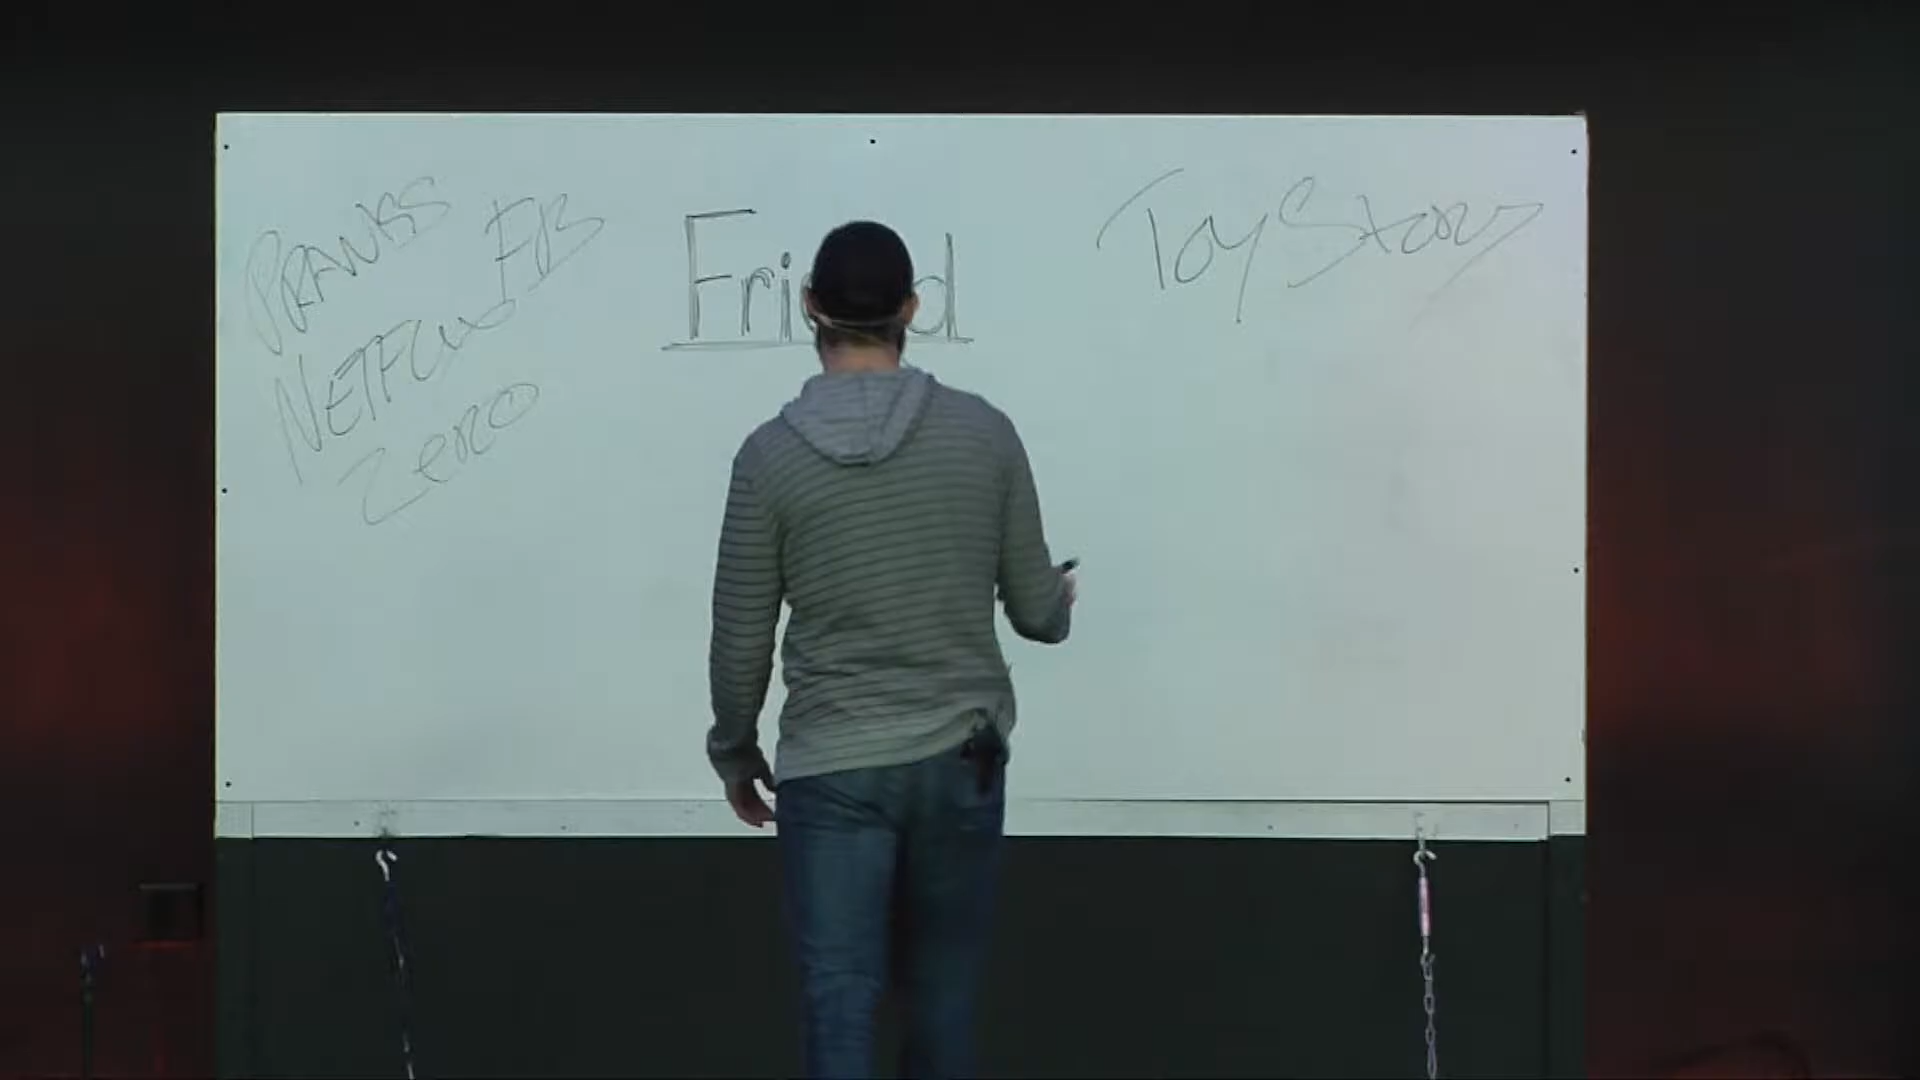 PRANKS
FB
NETFLIX
Zero
Fri d
Toy Story